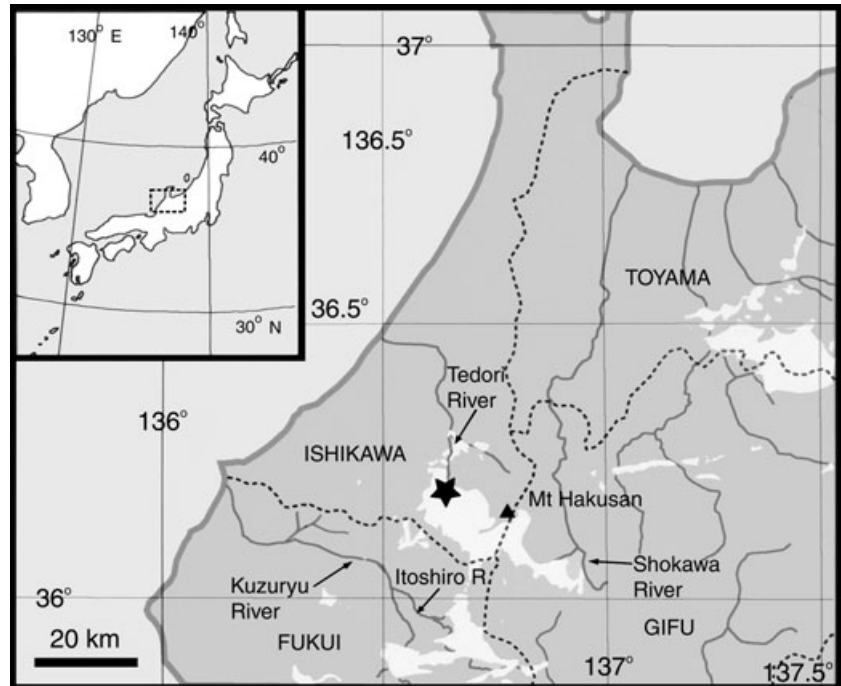 130° E
140°
40°
30° N
37°
136.5°
TOYAMA
36.5°
Tedori
River
136°
ISHIKAWA
Mt Hakusan
Shokawa
River
Itoshiro R.
Kuzuryu
River
36°
20 km
FUKUI
GIFU
137°
137.5°